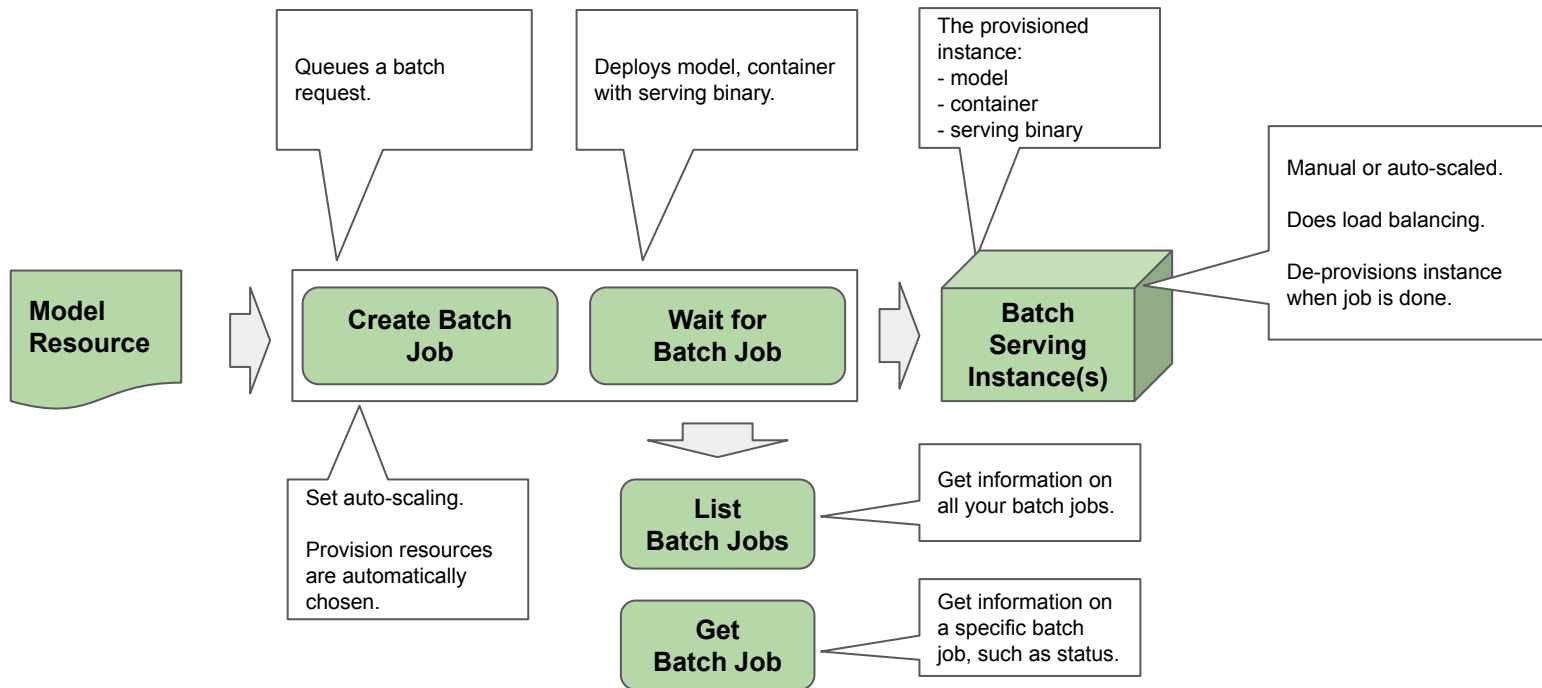 Queues a batch
request.
Deploys model, container
with serving binary.
The provisioned
instance:
- model
- container
- serving binary
Manual or auto-scaled.
Does load balancing.
De-provisions instance
when job is done.
Model
Resource
Create Batch
Job
Wait for
Batch Job
Batch
Serving
Instance(s)
Set auto-scaling.
Provision resources
are automatically
chosen.
List
Batch Jobs
Get information on
all your batch jobs.
Get
Batch Job
Get information on
a specific batch
job, such as status.